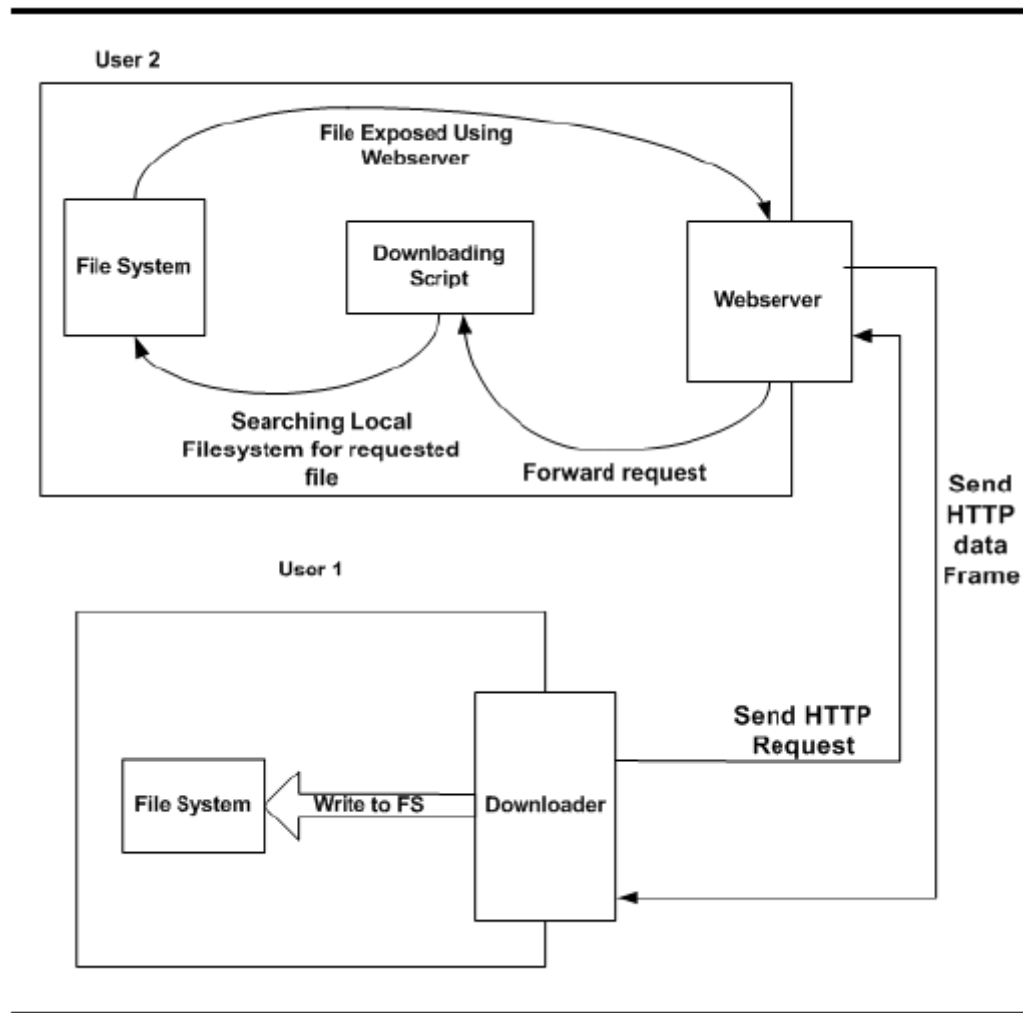 User 2
File Exposed Using
Webserver
File System
Downloading
Script
Webserver
Searching Local
Filesystem for requested
file
Forward request
Send
HTTP
data
Frame
User 1
Send HTTP
Request
File System
Write to FS
Downloader